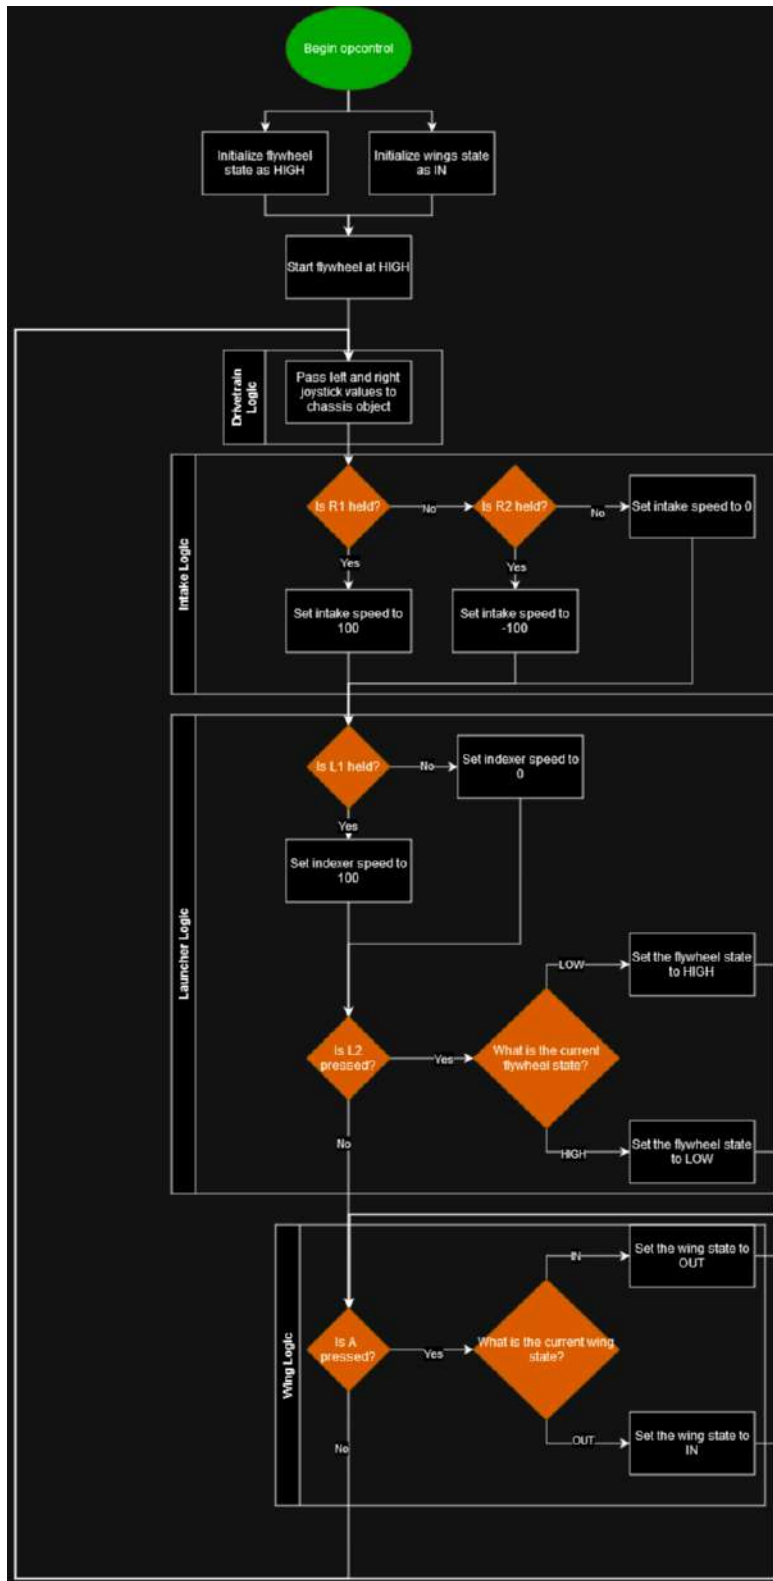 Begin opcontrol
Initialize flywheel
state as HIGH
Initialize wings state
as IN
Start flywheel at HIGH
Drivetrain
Logic
Pass left and right
joystick values to
chassis object
Intake Logic
Is R1 held?
No
Is R2 held?
No
Set intake speed to 0
Yes
Yes
Set intake speed to
100
Set intake speed to
-100
Launcher Logic
Is L1 held?
No
Set indexer speed to
0
Yes
Set indexer speed to
100
LOW
Set the flywheel state
to HIGH
Is L2
pressed?
Yes
What is the current
flywheel state?
No
HIGH
Set the flywheel state
to LOW
Wing Logic
IN
Set the wing state to
OUT
Is A
pressed?
Yes
What is the current wing
state?
No
OUT
Set the wing state to
IN